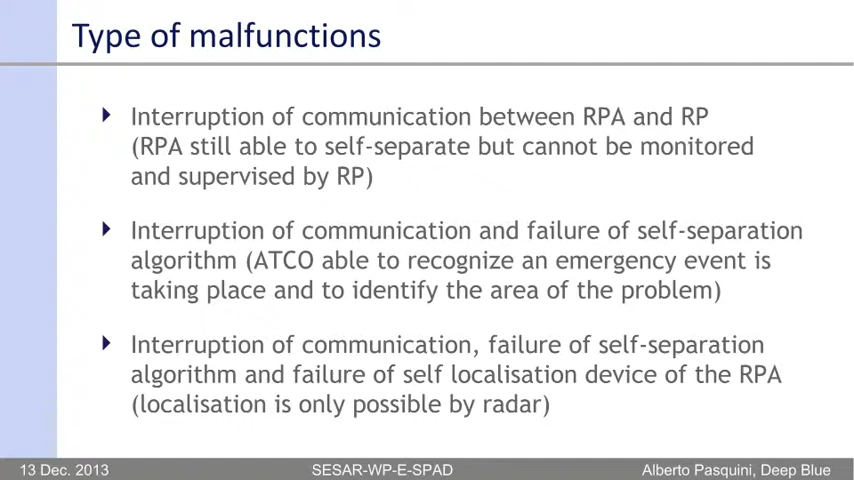 Type of malfunctions
Interruption of communication between RPA and RP
(RPA still able to self-separate but cannot be monitored
and supervised by RP)
Interruption of communication and failure of self-separation
algorithm (ATCO able to recognize an emergency event is
taking place and to identify the area of the problem)
Interruption of communication, failure of self-separation
algorithm and failure of self localisation device of the RPA
(localisation is only possible by radar)
13 Dec. 2013 SESAR-WP-E-SPAD Alberto Pasquini, Deep Blue